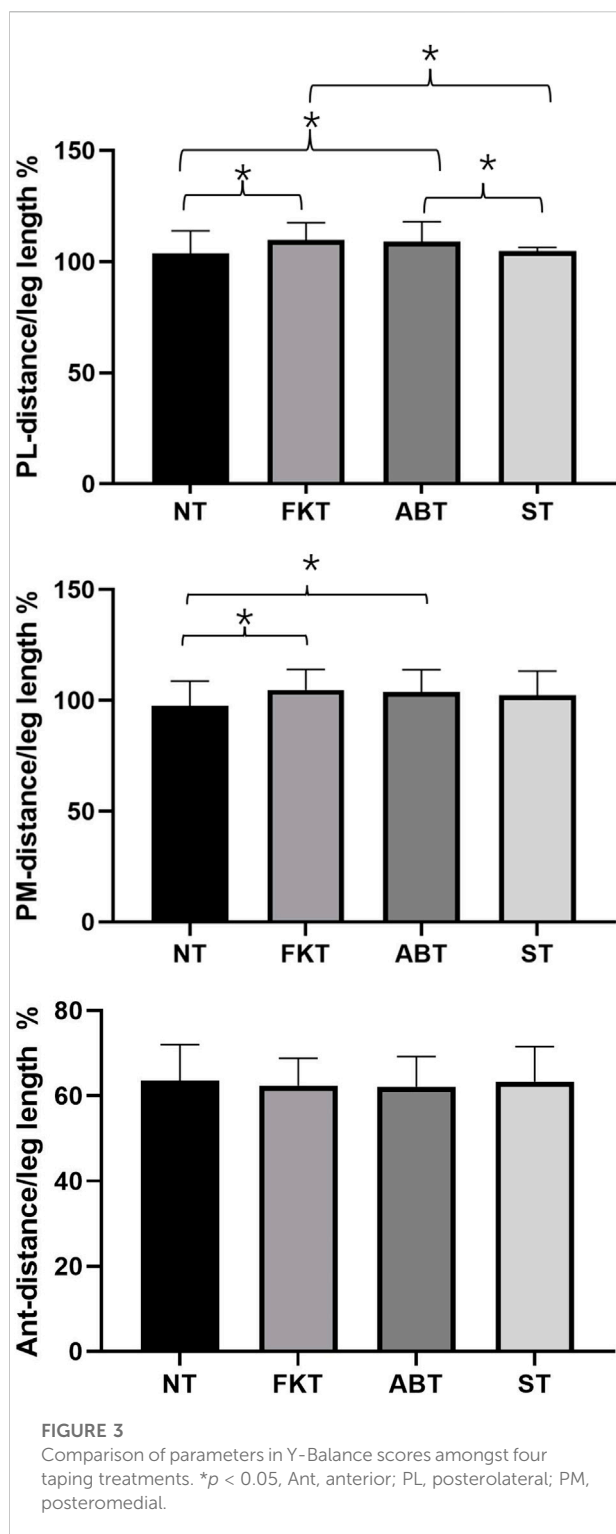 *
*
*
*
150
100
50
0
PL-distance/leg length %
NT FKT ABT ST
*
*
150
100
50
0
PM-distance/leg length %
NT FKT ABT ST
80
60
40
20
0
Ant-distance/leg length %
NT FKT ABT ST
FIGURE 3
Comparison of parameters in Y-Balance scores amongst four
taping treatments. *p < 0.05, Ant, anterior; PL, posterolateral; PM,
posteromedial.